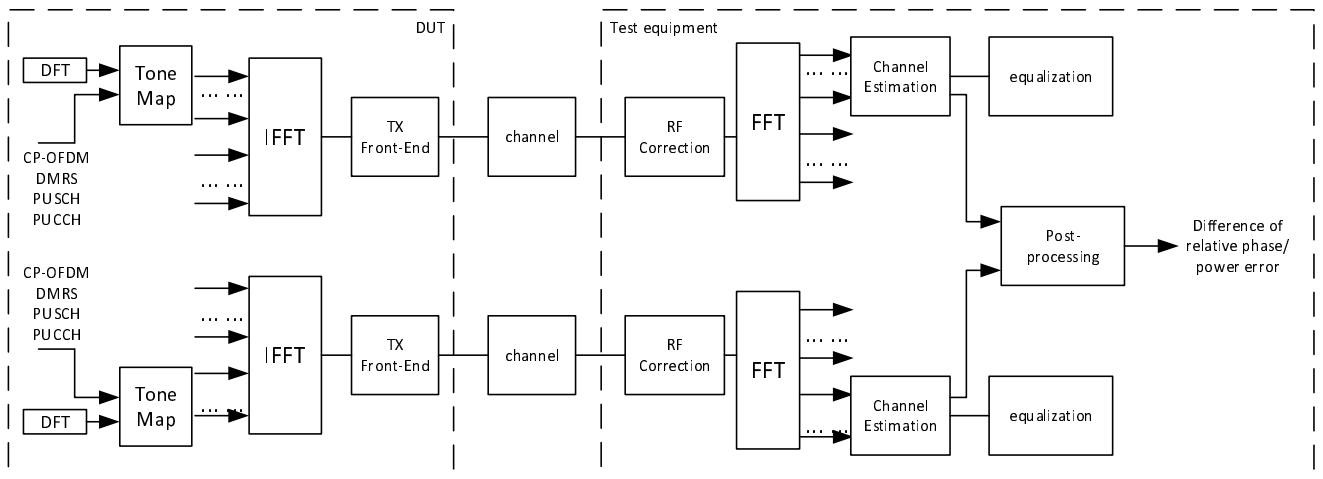 DUT
Test equipment
DFT
Tone
Map
... ...
... ...
CP-OFDM
DMRS
PUSCH
PUCCH
IFFT
TX
Front-End
channel
RF
Correction
FFT
... ...
... ...
Channel
Estimation
equalization
Post-
processing
Difference of
relative phase/
power error
CP-OFDM
DMRS
PUSCH
PUCCH
DFT
Tone
Map
... ...
... ...
IFFT
TX
Front-End
channel
RF
Correction
FFT
... ...
... ...
Channel
Estimation
equalization